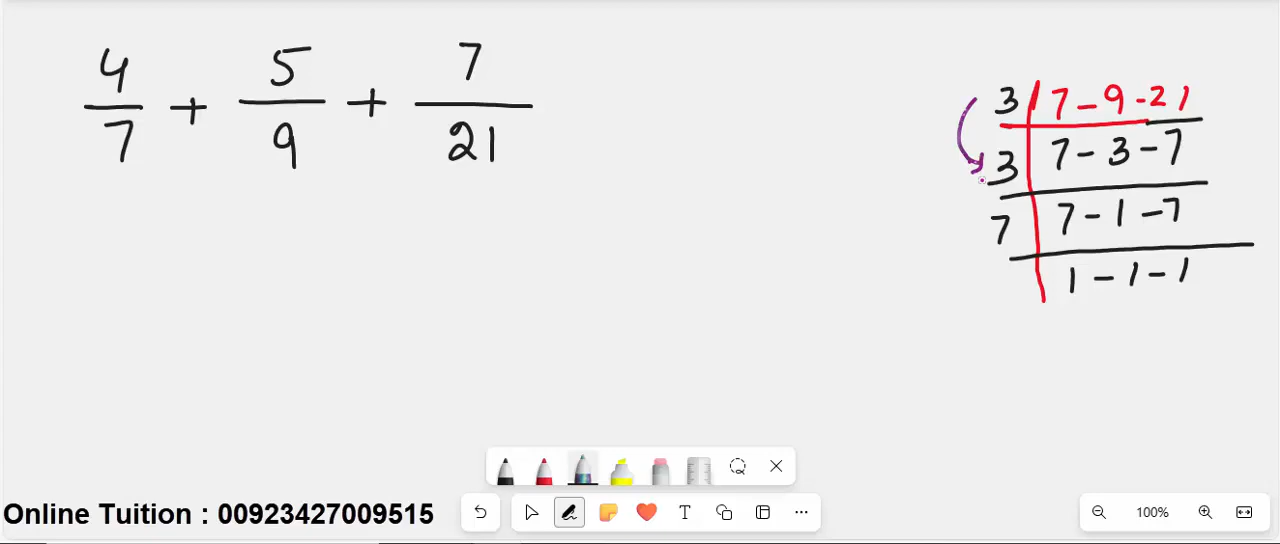 4/7 + 5/9 + 7/21
3 | 7 - 9 - 21
3 | 7 - 3 - 7
7 | 7 - 1 - 7
1 - 1 - 1
T
100%
Online Tuition : 00923427009515